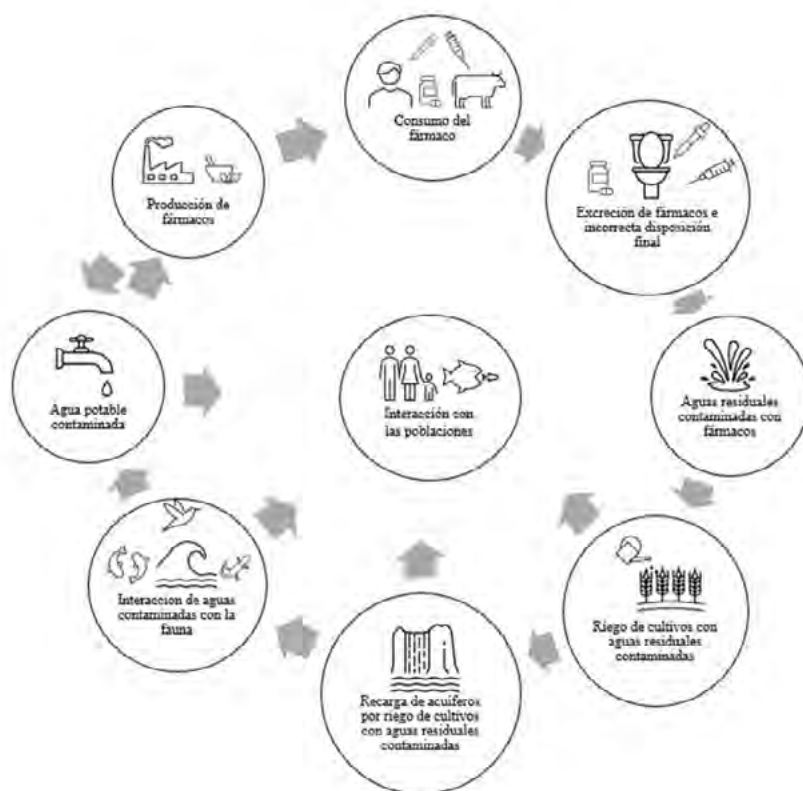 Consumo del
fármaco
Producción de
fármacos
Excreción de fármacos e
incorrecta disposición
final
Agua potable
contaminada
Interacción con
las poblaciones
Aguas residuales
contaminadas con
fármacos
Interaccion de aguas
contaminadas con la
fauna
Riego de cultivos con
aguas residuales
contaminadas
Recarga de acuíferos
por riego de cultivos
con aguas residuales
contaminadas